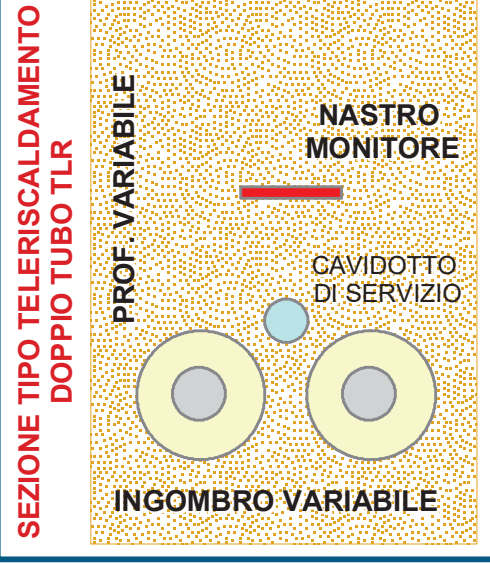 SEZIONE TIPO TELERISCALDAMENTO
DOPPIO TUBO TLR
PROF. VARIABILE
NASTRO
MONITORE
CAVIDOTTO
DI SERVIZIO
INGOMBRO VARIABILE